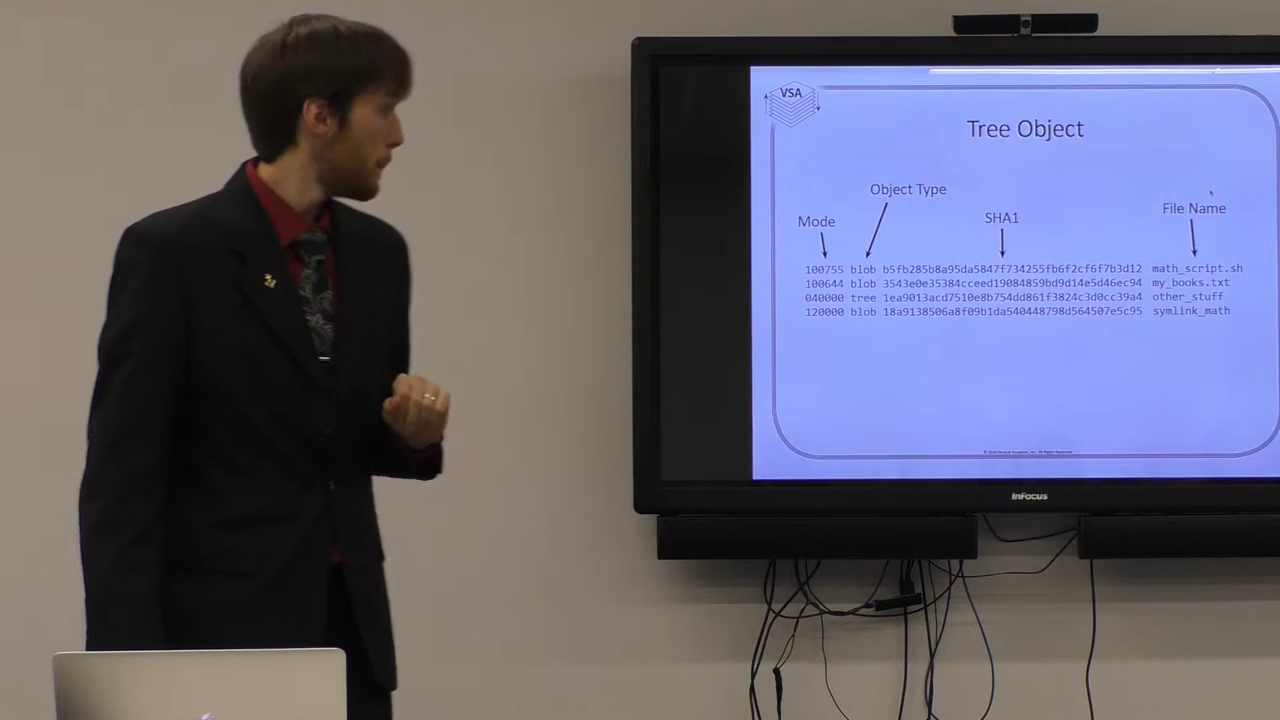 VSA
Tree Object
Object Type
Mode
SHA1
File Name
100755 blob b5fb285b8a95da5847f734255fb6f2cf6f7b3d12 math_script.sh
100644 blob 3543e0e35384cceed19084859bd9d14e5d46ec94 my_books.txt
040000 tree 1ea9013acd7510e8b754dd861f3824c3d0cc39a4 other_stuff
120000 blob 18a9138506a8f09b1da540448798d564507e5c95 symlink_math
InFocus